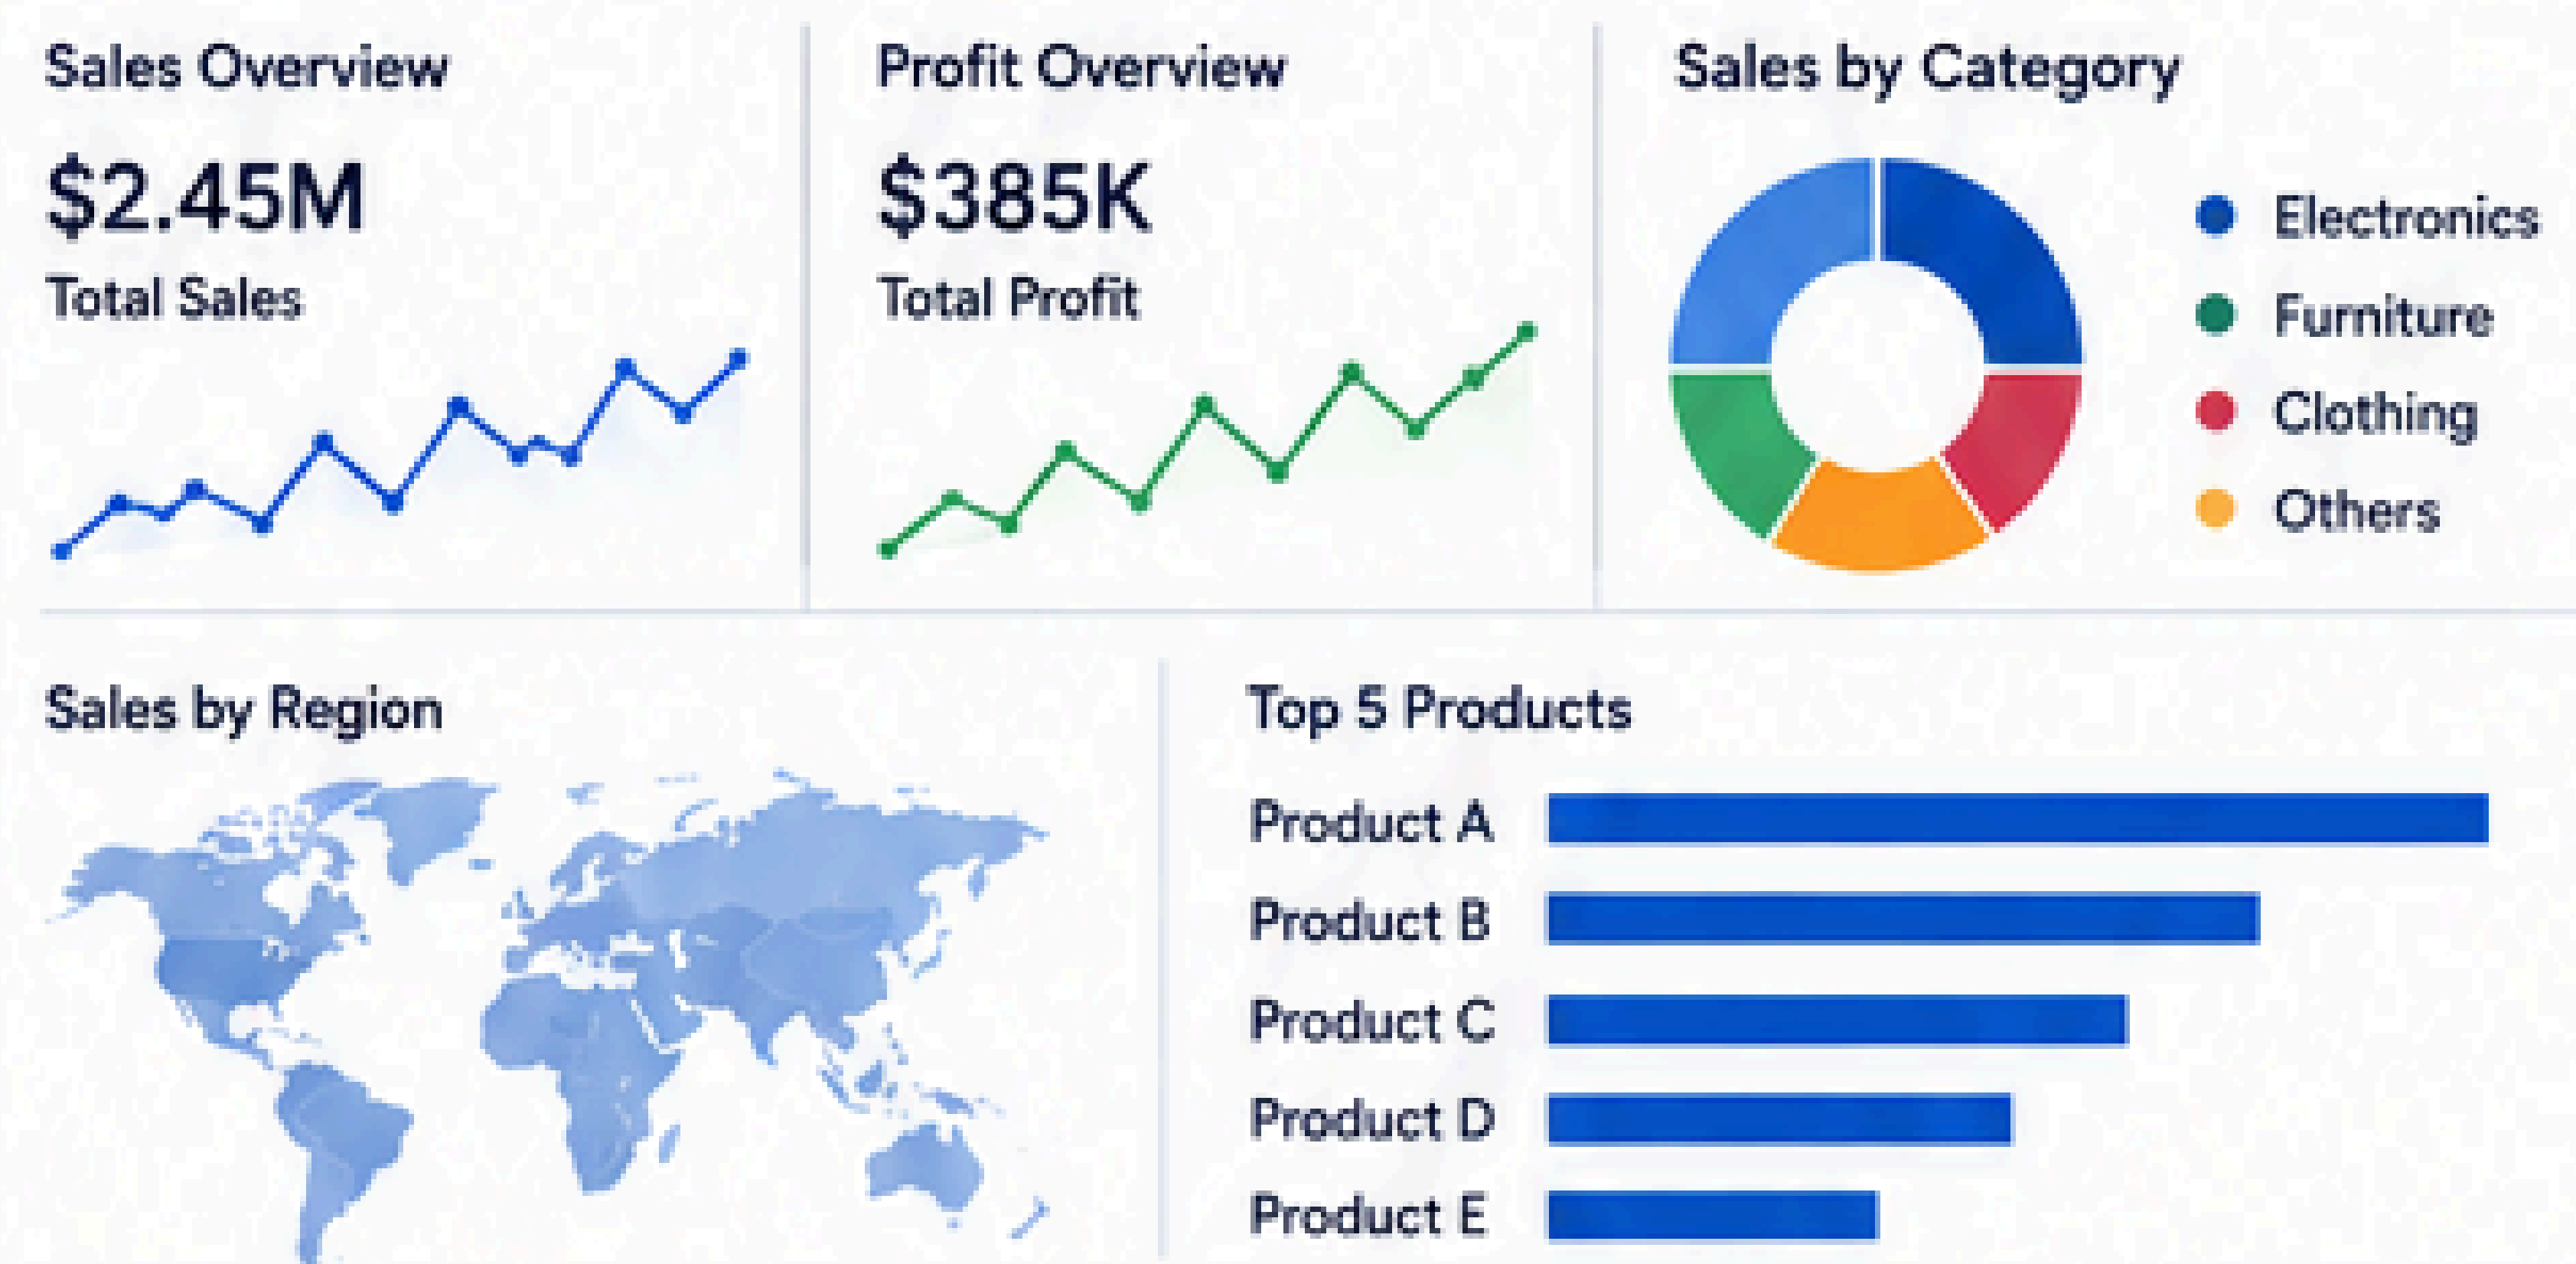 Sales Overview
$2.45M
Total Sales
Profit Overview
$385K
Total Profit
Sales by Category
Electronics
Furniture
Clothing
Others
Sales by Region
Top 5 Products
Product A
Product B
Product C
Product D
Product E